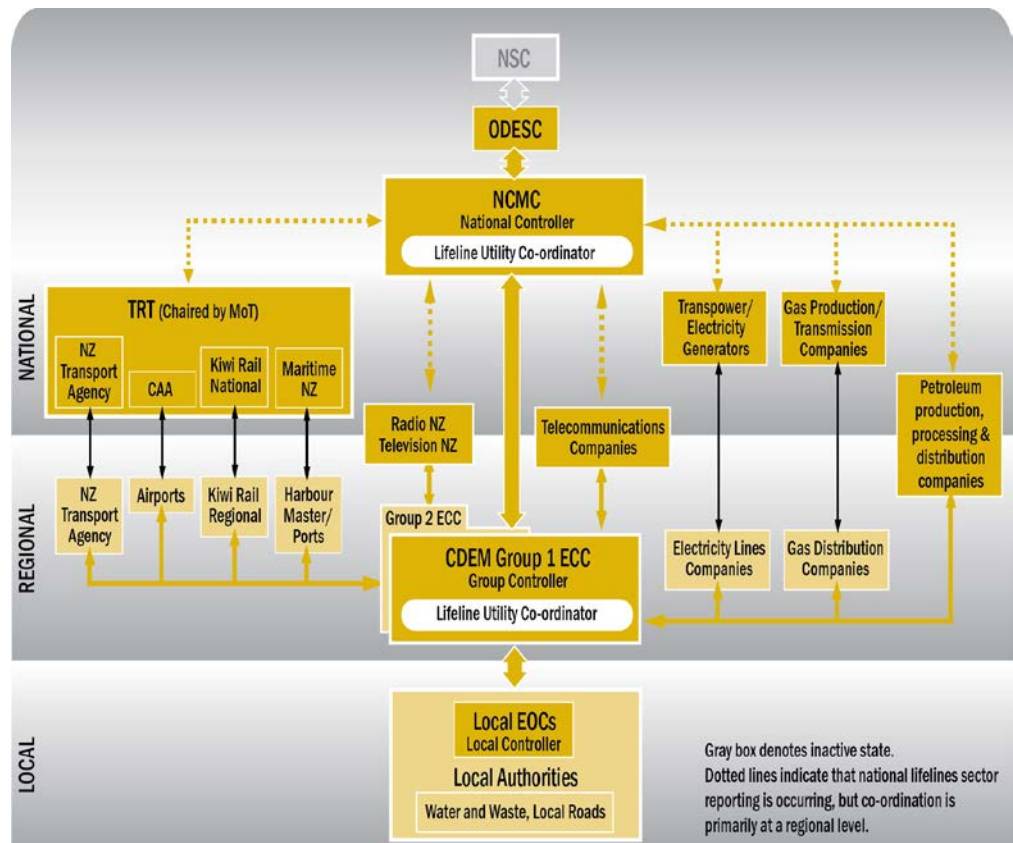 NSC
ODESC
NCMC
National Controller
Lifeline Utility Co-ordinator
NATIONAL
TRT (Chaired by MoT)
NZ
Transport
Agency
CAA
Kiwi Rail
National
Maritime
NZ
Radio NZ
Television NZ
Telecommunications
Companies
Transpower/
Electricity
Generators
Gas Production/
Transmission
Companies
Petroleum
production,
processing &
distribution
companies
REGIONAL
NZ
Transport
Agency
Airports
Kiwi Rail
Regional
Harbour
Master/
Ports
Group 2 ECC
CDEM Group 1 ECC
Group Controller
Lifeline Utility Co-ordinator
Electricity Lines
Companies
Gas Distribution
Companies
LOCAL
Local EOCs
Local Controller
Local Authorities
Water and Waste, Local Roads
Gray box denotes inactive state.
Dotted lines indicate that national lifelines sector
reporting is occurring, but co-ordination is
primarily at a regional level.